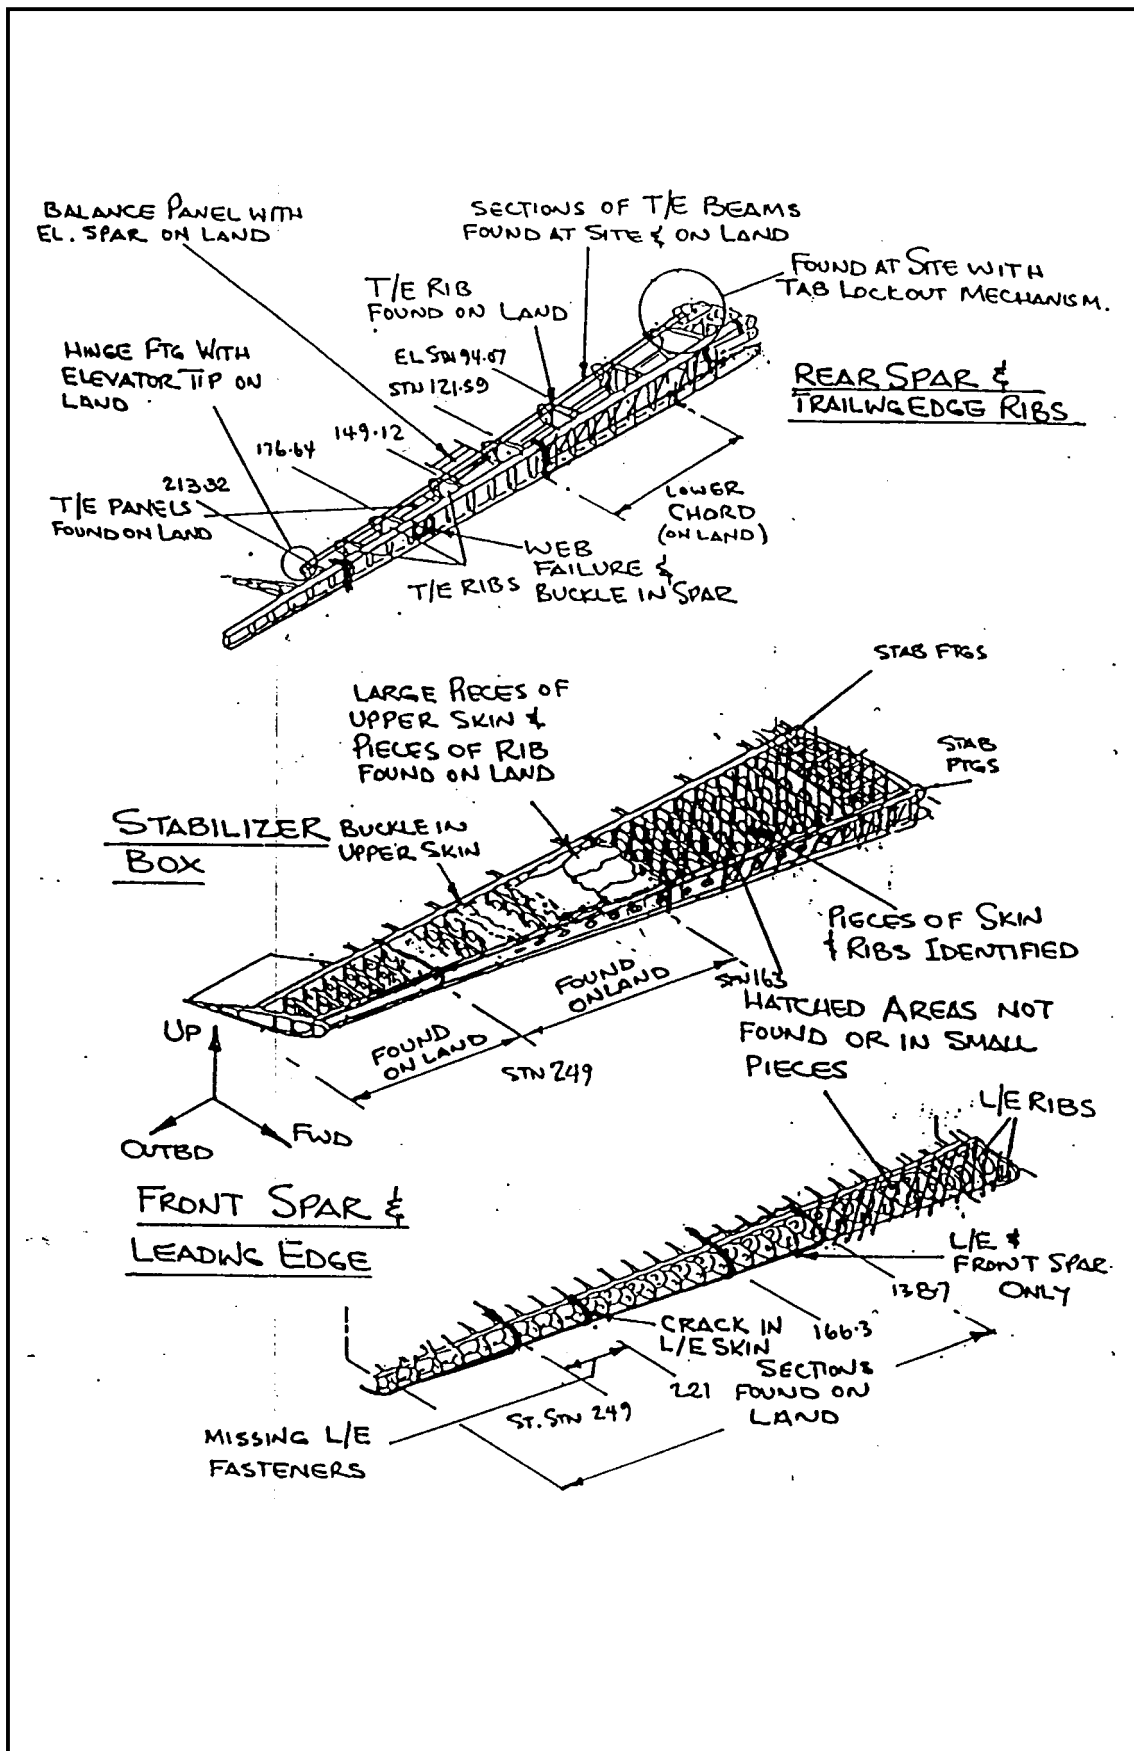 BALANCE PANEL WITH
EL. SPAR ON LAND
SECTIONS OF T/E BEAMS
FOUND AT SITE & ON LAND
FOUND AT SITE WITH
TAB LOCKOUT MECHANISM.
T/E RIB
FOUND ON LAND
HINGE FTG WITH
ELEVATOR TIP ON
LAND
EL STN 94.07
STN 121.59
REAR SPAR &
TRAILWG EDGE RIBS
149.12
176.64
213.32
T/E PANELS
FOUND ON LAND
LOWER
CHORD
(ON LAND)
WEB
FAILURE &
BUCKLE IN SPAR
T/E RIBS
STAB FTGS
STAB
FTGS
LARGE PIECES OF
UPPER SKIN &
PIECES OF RIB
FOUND ON LAND
STABILIZER
BOX
BUCKLE IN
UPPER SKIN
PIECES OF SKIN
& RIBS IDENTIFIED
FOUND
ON LAND
STN 163
HATCHED AREAS NOT
FOUND OR IN SMALL
PIECES
UP
FOUND
ON LAND
STN 249
OUTBD
FWD
L/E RIBS
FRONT SPAR &
LEADING EDGE
L/E &
FRONT SPAR
ONLY
138.7
CRACK IN
L/E SKIN
166.3
221
SECTIONS
FOUND ON
LAND
ST. STN 249
MISSING L/E
FASTENERS